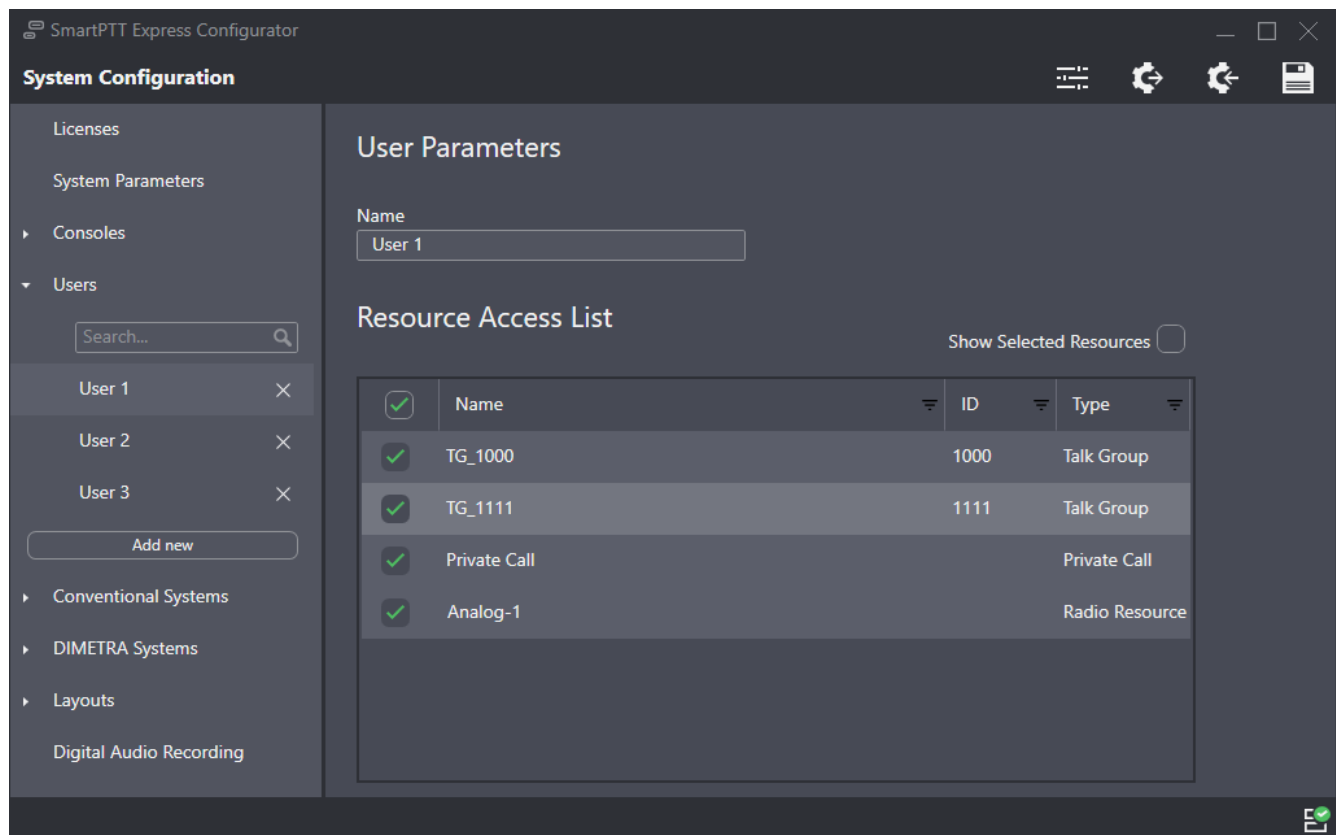 SmartPTT Express Configurator
System Configuration
Licenses
System Parameters
Consoles
Users
Search...
User 1
User 2
User 3
Add new
Conventional Systems
DIMETRA Systems
Layouts
Digital Audio Recording
User Parameters
Name
User 1
Resource Access List
Show Selected Resources
Name ID Type
TG_1000 1000 Talk Group
TG_1111 1111 Talk Group
Private Call Private Call
Analog-1 Radio Resource